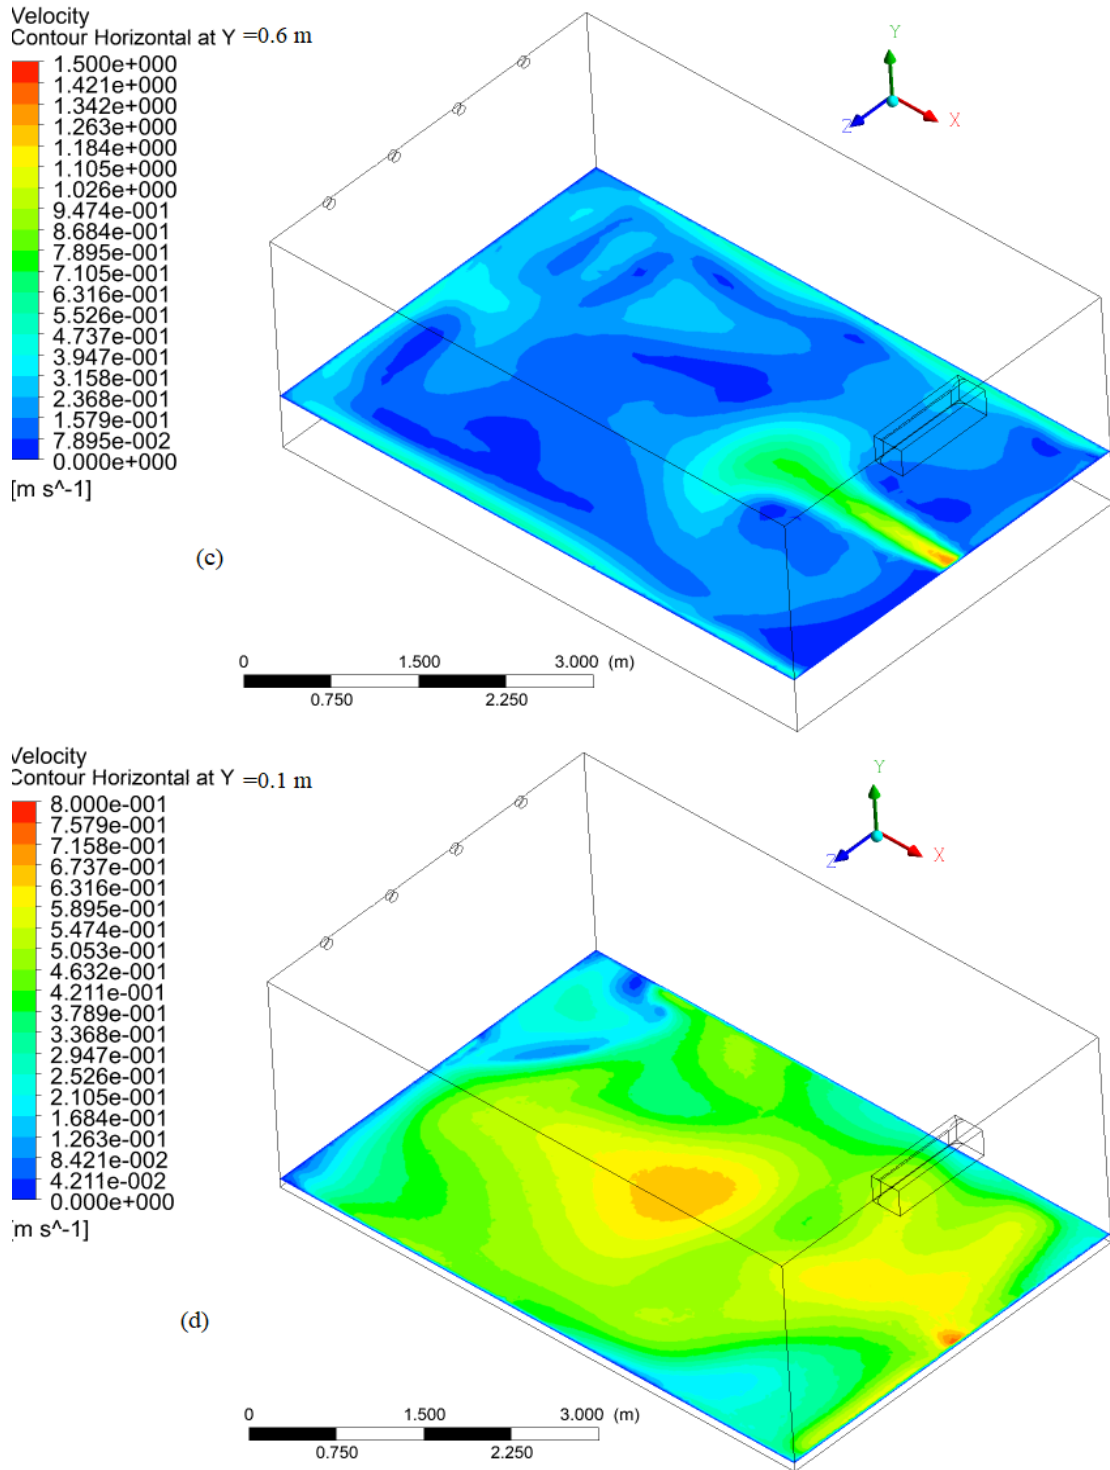 Velocity
Contour Horizontal at Y =0.6 m
1.500e+000
1.421e+000
1.342e+000
1.263e+000
1.184e+000
1.105e+000
1.026e+000
9.474e-001
8.684e-001
7.895e-001
7.105e-001
6.316e-001
5.526e-001
4.737e-001
3.947e-001
3.158e-001
2.368e-001
1.579e-001
7.895e-002
0.000e+000
[m s^-1]
Y
Z
X
(c)
0 1.500 3.000 (m)
0.750 2.250
Velocity
Contour Horizontal at Y =0.1 m
8.000e-001
7.579e-001
7.158e-001
6.737e-001
6.316e-001
5.895e-001
5.474e-001
5.053e-001
4.632e-001
4.211e-001
3.789e-001
3.368e-001
2.947e-001
2.526e-001
2.105e-001
1.684e-001
1.263e-001
8.421e-002
4.211e-002
0.000e+000
[m s^-1]
Y
Z
X
(d)
0 1.500 3.000 (m)
0.750 2.250